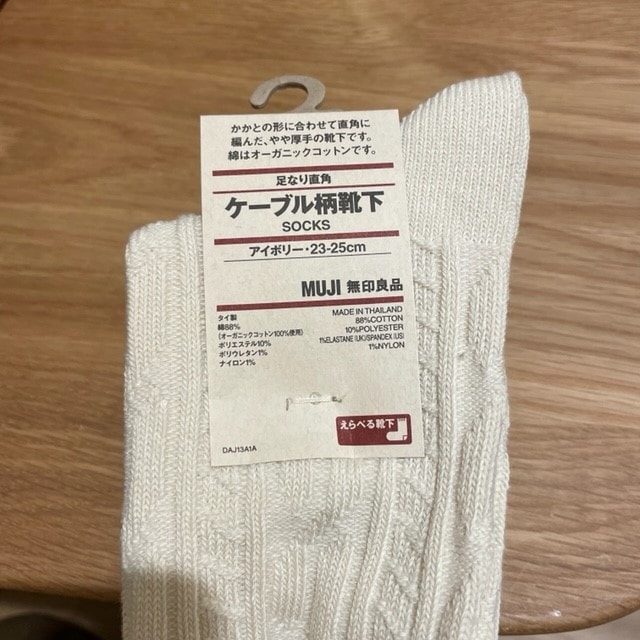 かかとの形に合わせて直角に
編んだ、やや厚手の靴下です。
綿はオーガニックコットンです。
足なり直角
ケーブル柄靴下
SOCKS
アイボリー・23-25cm
MUJI 無印良品
タイ製
綿88%
(オーガニックコットン100%使用)
ポリエステル10%
ポリウレタン1%
ナイロン1%
MADE IN THAILAND
88%COTTON
10%POLYESTER
1%ELASTANE (UK)/SPANDEX (US)
1%NYLON
えらべる靴下
DAJ13A1A